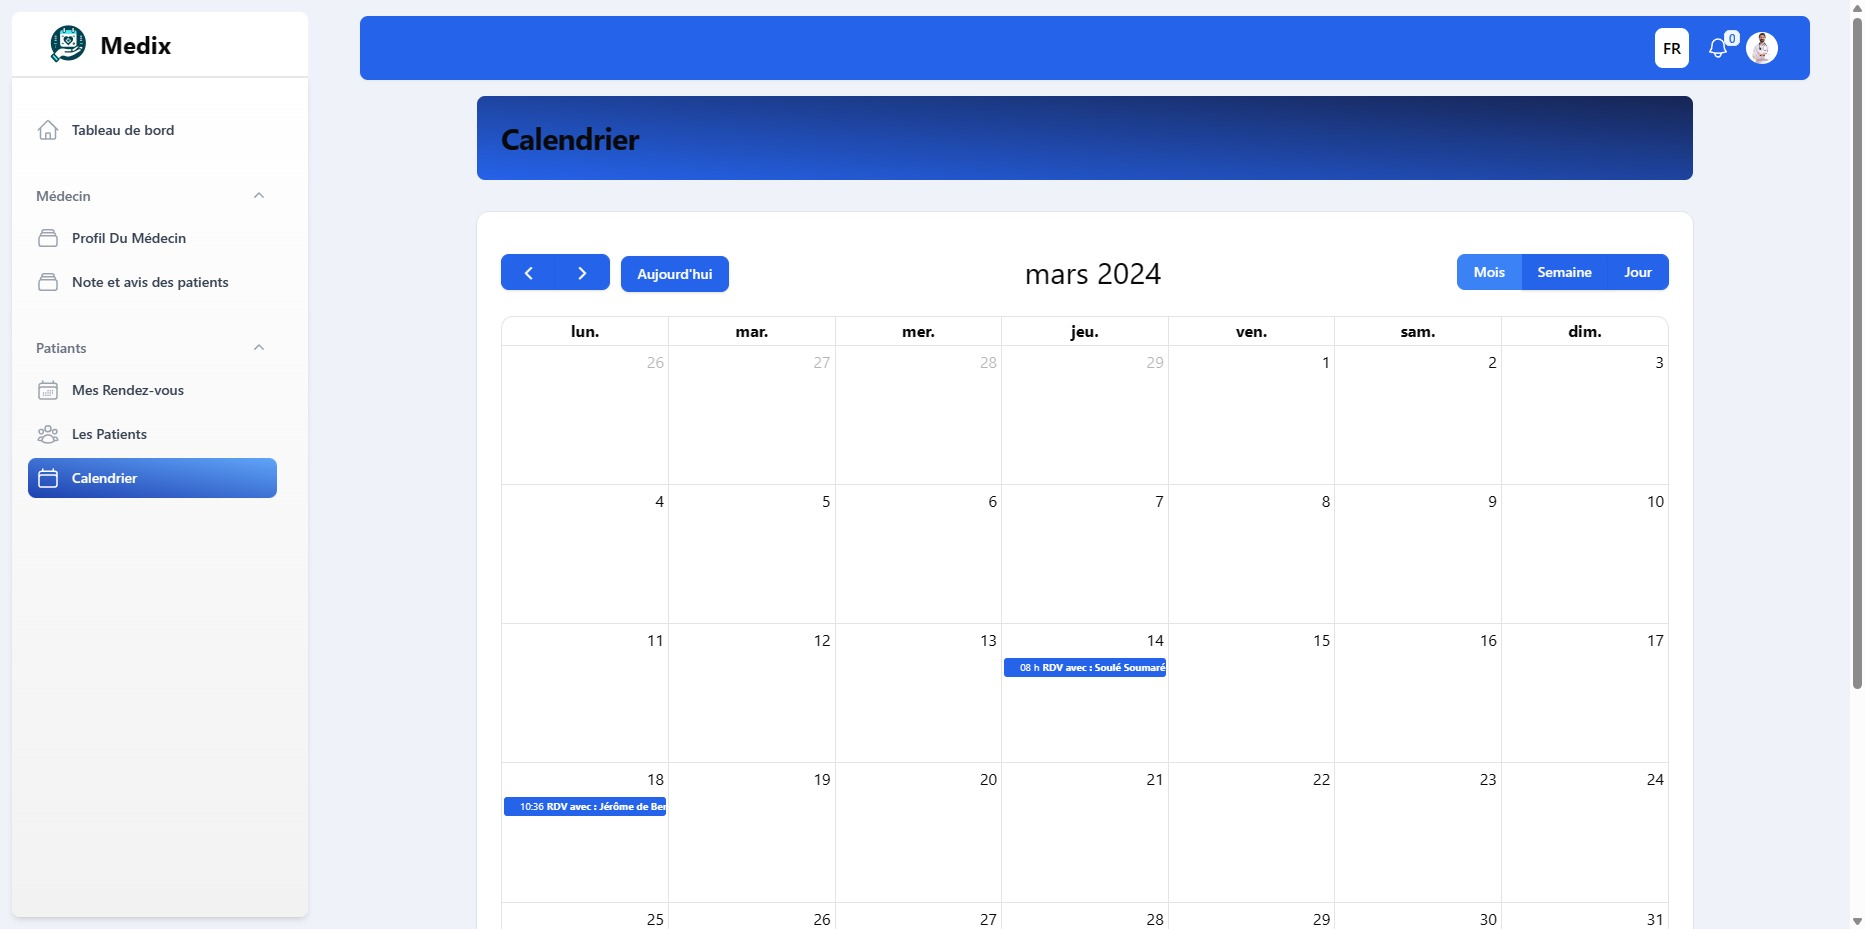 Medix
FR
0
Tableau de bord
Médecin
Profil Du Médecin
Note et avis des patients
Patiants
Mes Rendez-vous
Les Patients
Calendrier
Calendrier
Aujourd'hui
mars 2024
Mois Semaine Jour
lun. mar. mer. jeu. ven. sam. dim.
26 27 28 29 1 2 3
4 5 6 7 8 9 10
11 12 13 14 15 16 17
08 h RDV avec : Soulé Soumaré
18 19 20 21 22 23 24
10:36 RDV avec : Jérôme de Ber
25 26 27 28 29 30 31